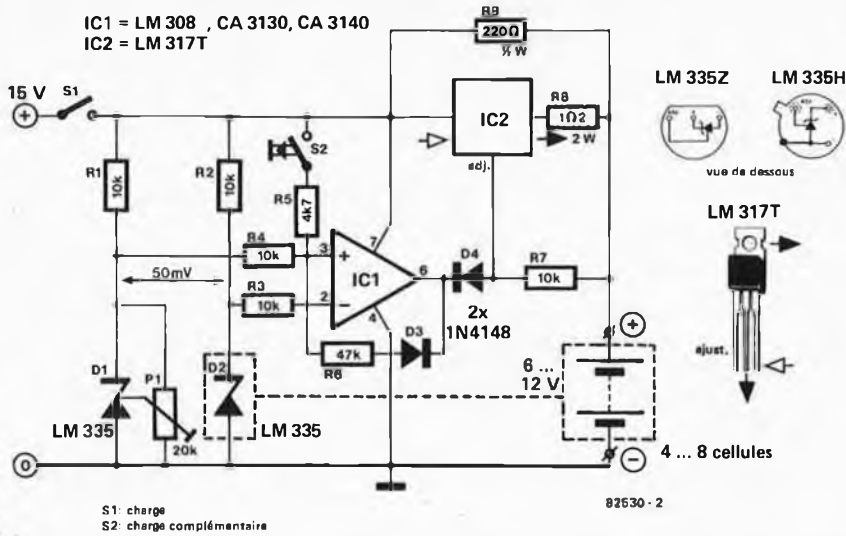 IC1 = LM 308 , CA 3130, CA 3140
IC2 = LM 317T
R9
220Ω
½ W
15 V
S1
R1
10k
R2
10k
S2
R5
4k7
IC2
adj.
R8
1Ω2
2 W
LM 335Z
LM 335H
vue de dessous
LM 317T
ajust.
R4
10k
50mV
R3
10k
3
+
2
−
7
4
6
IC1
D4
2x
1N4148
R7
10k
47k
R6
D3
D1
P1
20k
LM 335
D2
LM 335
6 ...
12 V
+
−
4 ... 8 cellules
+
0
82530 - 2
S1: charge
S2: charge complémentaire